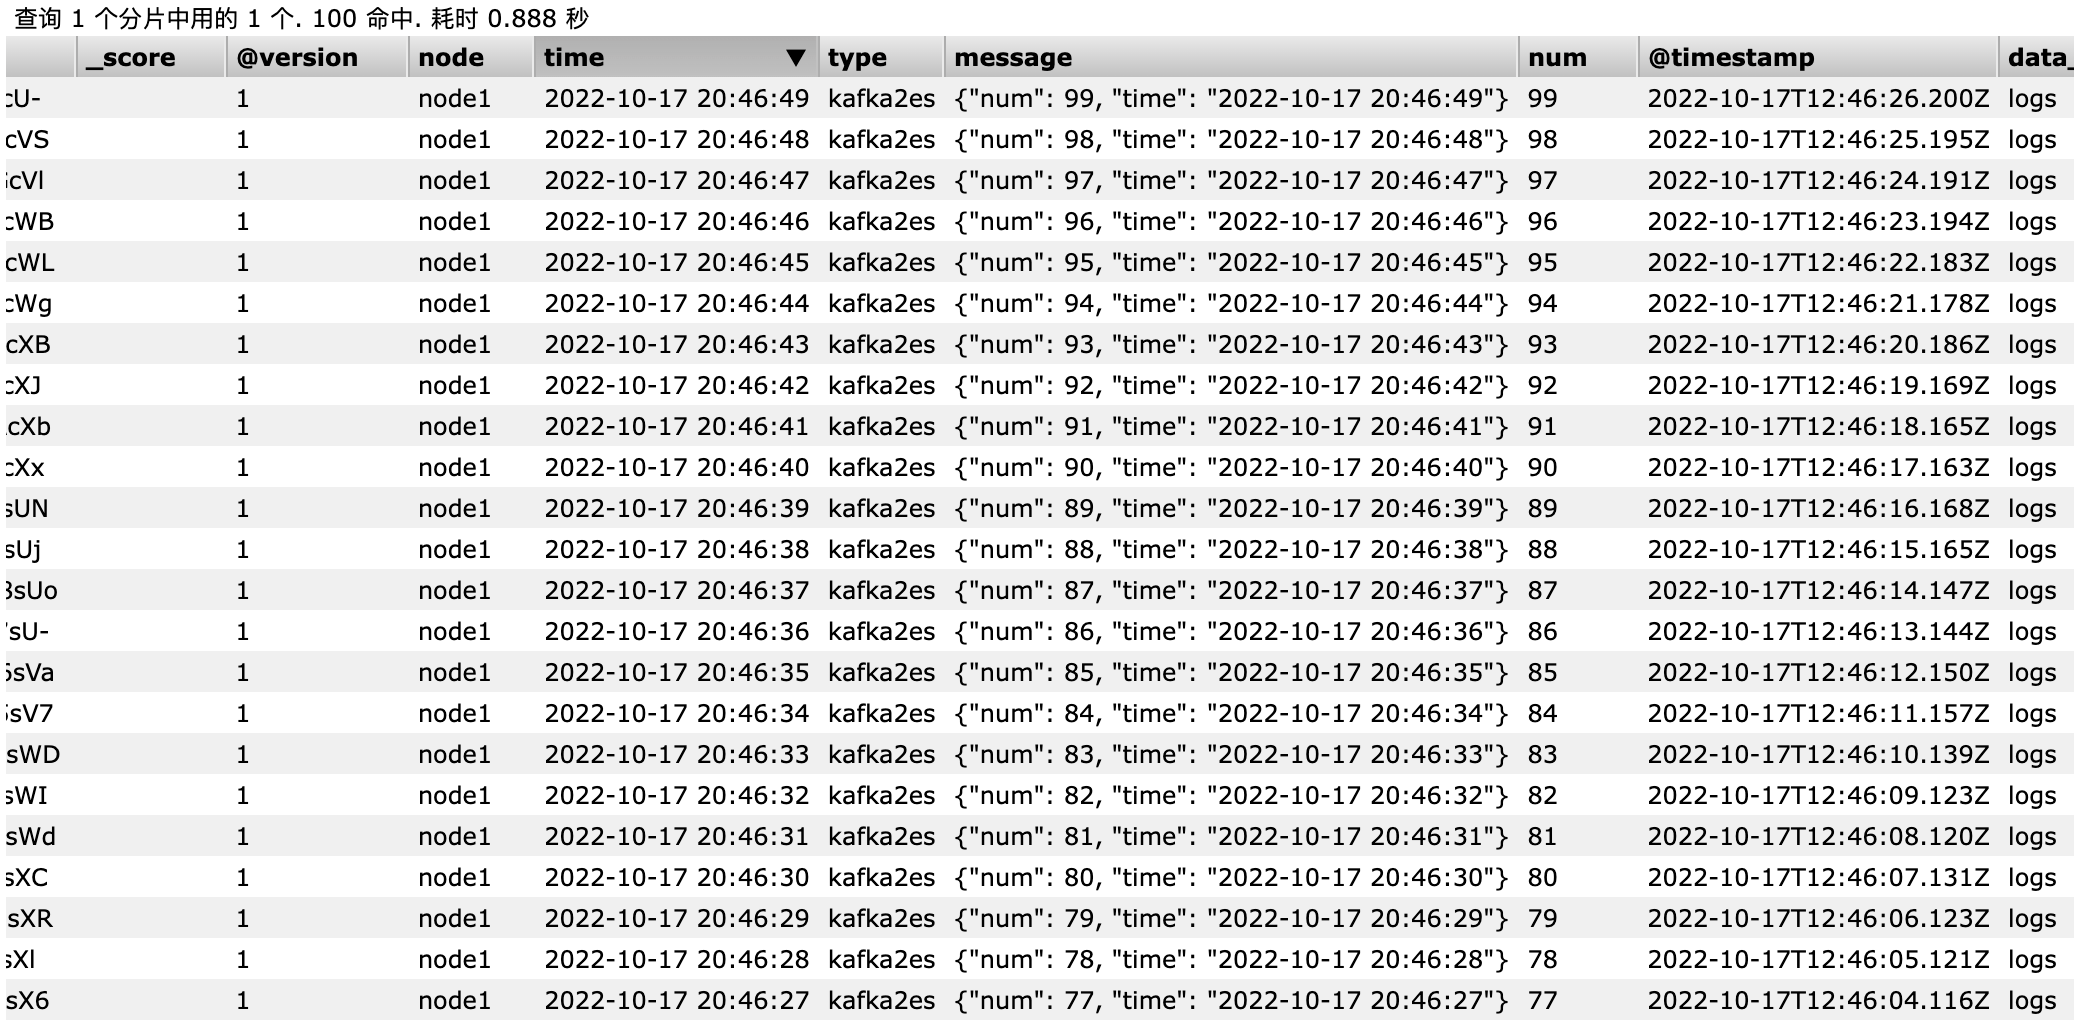 查询 1 个分片中用的 1 个. 100 命中. 耗时 0.888 秒
_score @version node time ▼ type message num @timestamp data_
cU- 1 node1 2022-10-17 20:46:49 kafka2es {"num": 99, "time": "2022-10-17 20:46:49"} 99 2022-10-17T12:46:26.200Z logs
cVS 1 node1 2022-10-17 20:46:48 kafka2es {"num": 98, "time": "2022-10-17 20:46:48"} 98 2022-10-17T12:46:25.195Z logs
cVl 1 node1 2022-10-17 20:46:47 kafka2es {"num": 97, "time": "2022-10-17 20:46:47"} 97 2022-10-17T12:46:24.191Z logs
cWB 1 node1 2022-10-17 20:46:46 kafka2es {"num": 96, "time": "2022-10-17 20:46:46"} 96 2022-10-17T12:46:23.194Z logs
cWL 1 node1 2022-10-17 20:46:45 kafka2es {"num": 95, "time": "2022-10-17 20:46:45"} 95 2022-10-17T12:46:22.183Z logs
cWg 1 node1 2022-10-17 20:46:44 kafka2es {"num": 94, "time": "2022-10-17 20:46:44"} 94 2022-10-17T12:46:21.178Z logs
cXB 1 node1 2022-10-17 20:46:43 kafka2es {"num": 93, "time": "2022-10-17 20:46:43"} 93 2022-10-17T12:46:20.186Z logs
cXJ 1 node1 2022-10-17 20:46:42 kafka2es {"num": 92, "time": "2022-10-17 20:46:42"} 92 2022-10-17T12:46:19.169Z logs
cXb 1 node1 2022-10-17 20:46:41 kafka2es {"num": 91, "time": "2022-10-17 20:46:41"} 91 2022-10-17T12:46:18.165Z logs
cXx 1 node1 2022-10-17 20:46:40 kafka2es {"num": 90, "time": "2022-10-17 20:46:40"} 90 2022-10-17T12:46:17.163Z logs
sUN 1 node1 2022-10-17 20:46:39 kafka2es {"num": 89, "time": "2022-10-17 20:46:39"} 89 2022-10-17T12:46:16.168Z logs
sUj 1 node1 2022-10-17 20:46:38 kafka2es {"num": 88, "time": "2022-10-17 20:46:38"} 88 2022-10-17T12:46:15.165Z logs
sUo 1 node1 2022-10-17 20:46:37 kafka2es {"num": 87, "time": "2022-10-17 20:46:37"} 87 2022-10-17T12:46:14.147Z logs
sU- 1 node1 2022-10-17 20:46:36 kafka2es {"num": 86, "time": "2022-10-17 20:46:36"} 86 2022-10-17T12:46:13.144Z logs
sVa 1 node1 2022-10-17 20:46:35 kafka2es {"num": 85, "time": "2022-10-17 20:46:35"} 85 2022-10-17T12:46:12.150Z logs
sV7 1 node1 2022-10-17 20:46:34 kafka2es {"num": 84, "time": "2022-10-17 20:46:34"} 84 2022-10-17T12:46:11.157Z logs
sWD 1 node1 2022-10-17 20:46:33 kafka2es {"num": 83, "time": "2022-10-17 20:46:33"} 83 2022-10-17T12:46:10.139Z logs
sWI 1 node1 2022-10-17 20:46:32 kafka2es {"num": 82, "time": "2022-10-17 20:46:32"} 82 2022-10-17T12:46:09.123Z logs
sWd 1 node1 2022-10-17 20:46:31 kafka2es {"num": 81, "time": "2022-10-17 20:46:31"} 81 2022-10-17T12:46:08.120Z logs
sXC 1 node1 2022-10-17 20:46:30 kafka2es {"num": 80, "time": "2022-10-17 20:46:30"} 80 2022-10-17T12:46:07.131Z logs
sXR 1 node1 2022-10-17 20:46:29 kafka2es {"num": 79, "time": "2022-10-17 20:46:29"} 79 2022-10-17T12:46:06.123Z logs
sXl 1 node1 2022-10-17 20:46:28 kafka2es {"num": 78, "time": "2022-10-17 20:46:28"} 78 2022-10-17T12:46:05.121Z logs
sX6 1 node1 2022-10-17 20:46:27 kafka2es {"num": 77, "time": "2022-10-17 20:46:27"} 77 2022-10-17T12:46:04.116Z logs